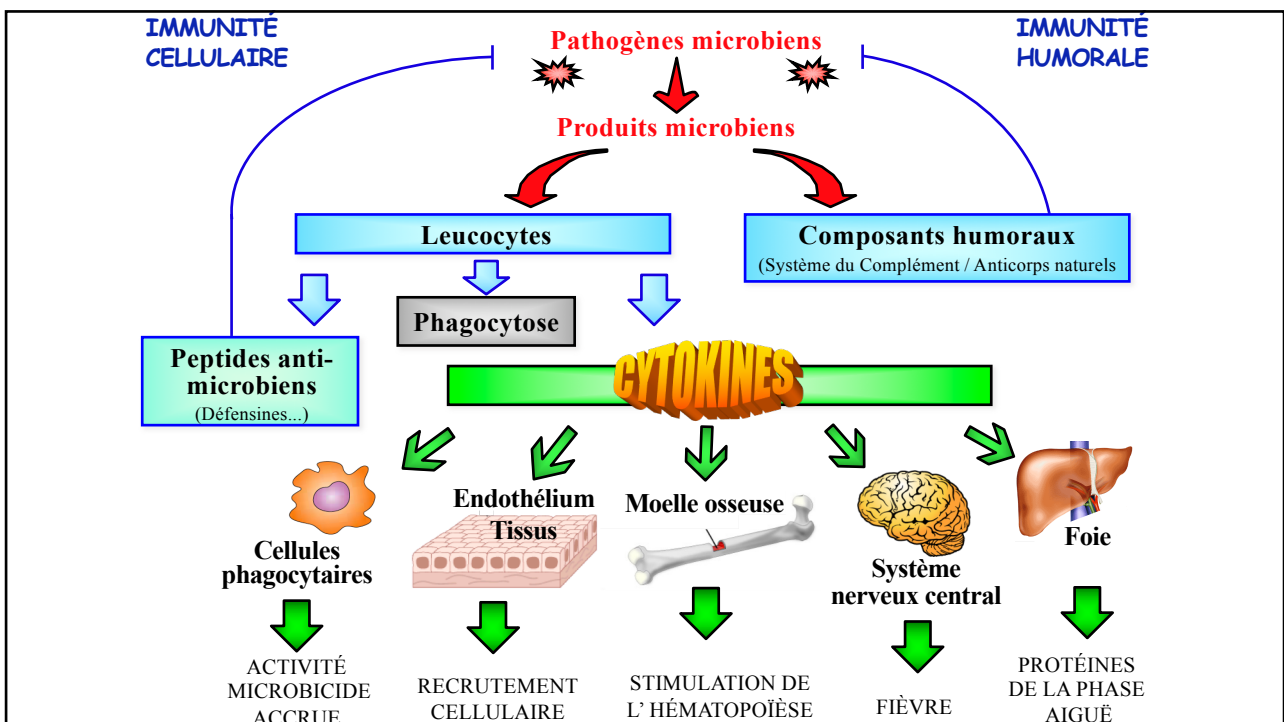 IMMUNITÉ
CELLULAIRE
Pathogènes microbiens
IMMUNITÉ
HUMORALE
Produits microbiens
Leucocytes
Composants humoraux
(Système du Complément / Anticorps naturels
Phagocytose
Peptides anti-
microbiens
(Défensines...)
CYTOKINES
Cellules
phagocytaires
Endothélium
Tissus
Moelle osseuse
Système
nerveux central
Foie
ACTIVITÉ
MICROBICIDE
ACCRUE
RECRUTEMENT
CELLULAIRE
STIMULATION DE
L’ HÉMATOPOÏÈSE
FIÈVRE
PROTÉINES
DE LA PHASE
AIGUË